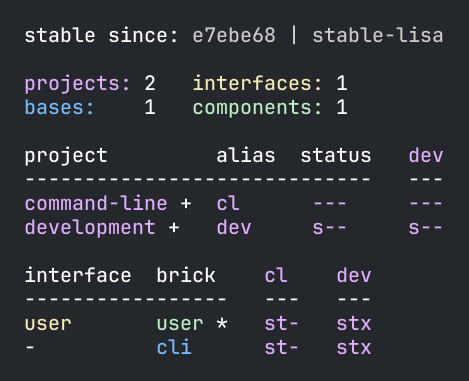 stable since: e7ebe68 | stable-lisa
projects: 2   interfaces: 1
bases:    1   components: 1
project         alias  status   dev
-----------------------------   ---
command-line +  cl      ---     ---
development +   dev     s--     s--
interface  brick    cl    dev
-----------------   ---   ---
user       user *   st-   stx
-          cli      st-   stx